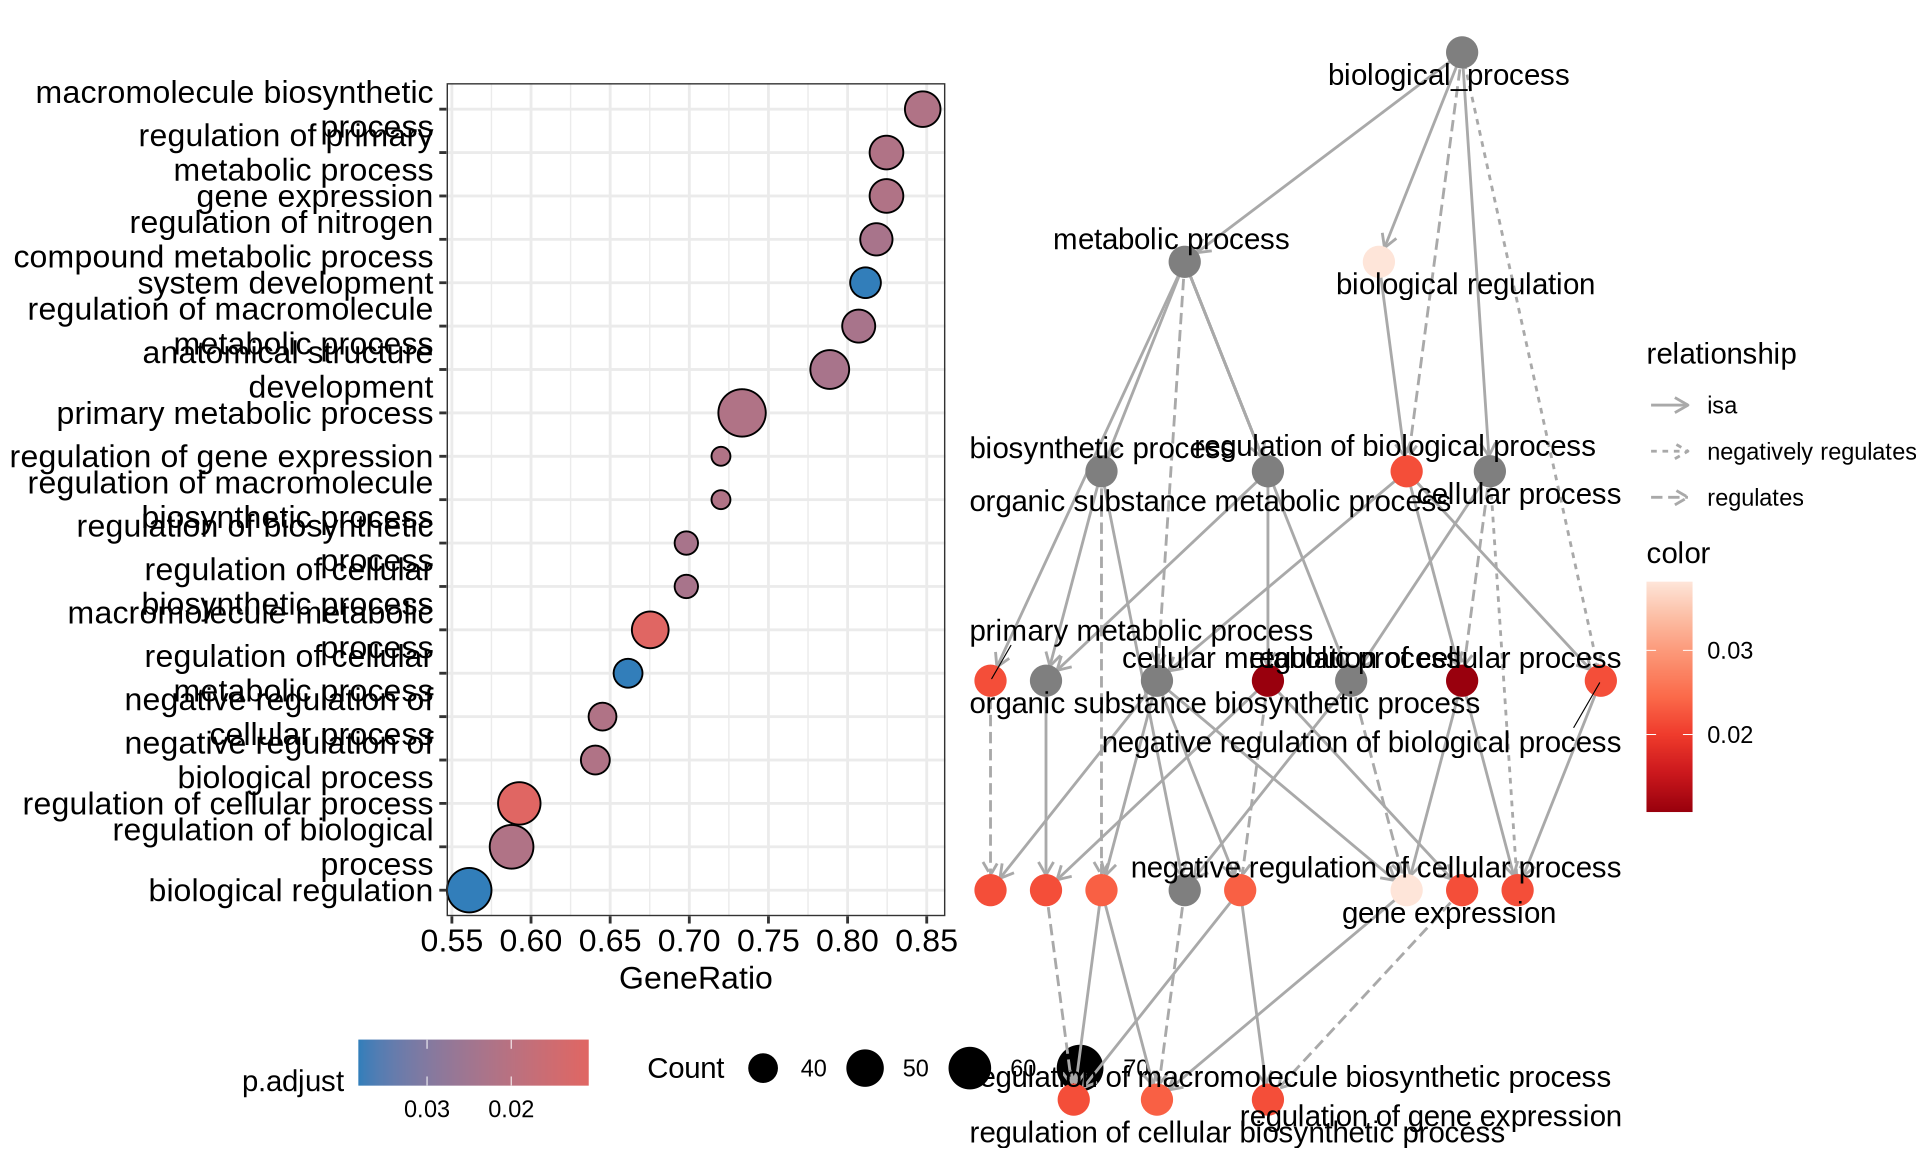 macromolecule biosynthetic
process
regulation of primary
metabolic process
gene expression
regulation of nitrogen
compound metabolic process
system development
regulation of macromolecule
metabolic process
anatomical structure
development
primary metabolic process
regulation of gene expression
regulation of macromolecule
biosynthetic process
regulation of biosynthetic
process
regulation of cellular
biosynthetic process
macromolecule metabolic
process
regulation of cellular
metabolic process
negative regulation of
cellular process
negative regulation of
biological process
regulation of cellular process
regulation of biological
process
biological regulation
0.55 0.60 0.65 0.70 0.75 0.80 0.85
GeneRatio
p.adjust
0.03 0.02
Count 40 50 60 70
biological_process
metabolic process
biological regulation
biosynthetic process
regulation of biological process
organic substance metabolic process
cellular process
primary metabolic process
cellular metabolic process
regulation of cellular process
organic substance biosynthetic process
negative regulation of biological process
negative regulation of cellular process
gene expression
regulation of macromolecule biosynthetic process
regulation of gene expression
regulation of cellular biosynthetic process
relationship
isa
negatively regulates
regulates
color
0.03
0.02